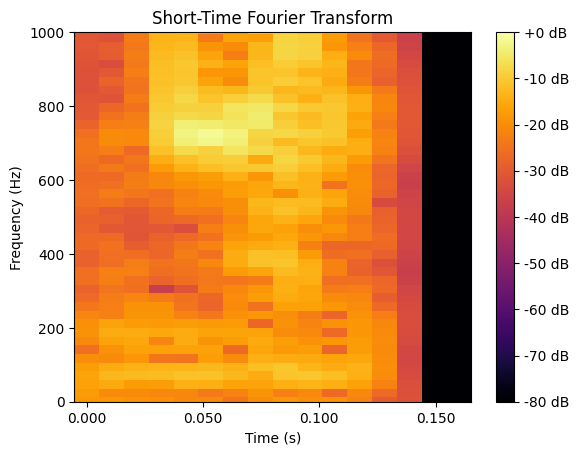 Short-Time Fourier Transform
1000
800
600
400
200
0
Frequency (Hz)
0.000
0.050
0.100
0.150
Time (s)
+0 dB
-10 dB
-20 dB
-30 dB
-40 dB
-50 dB
-60 dB
-70 dB
-80 dB